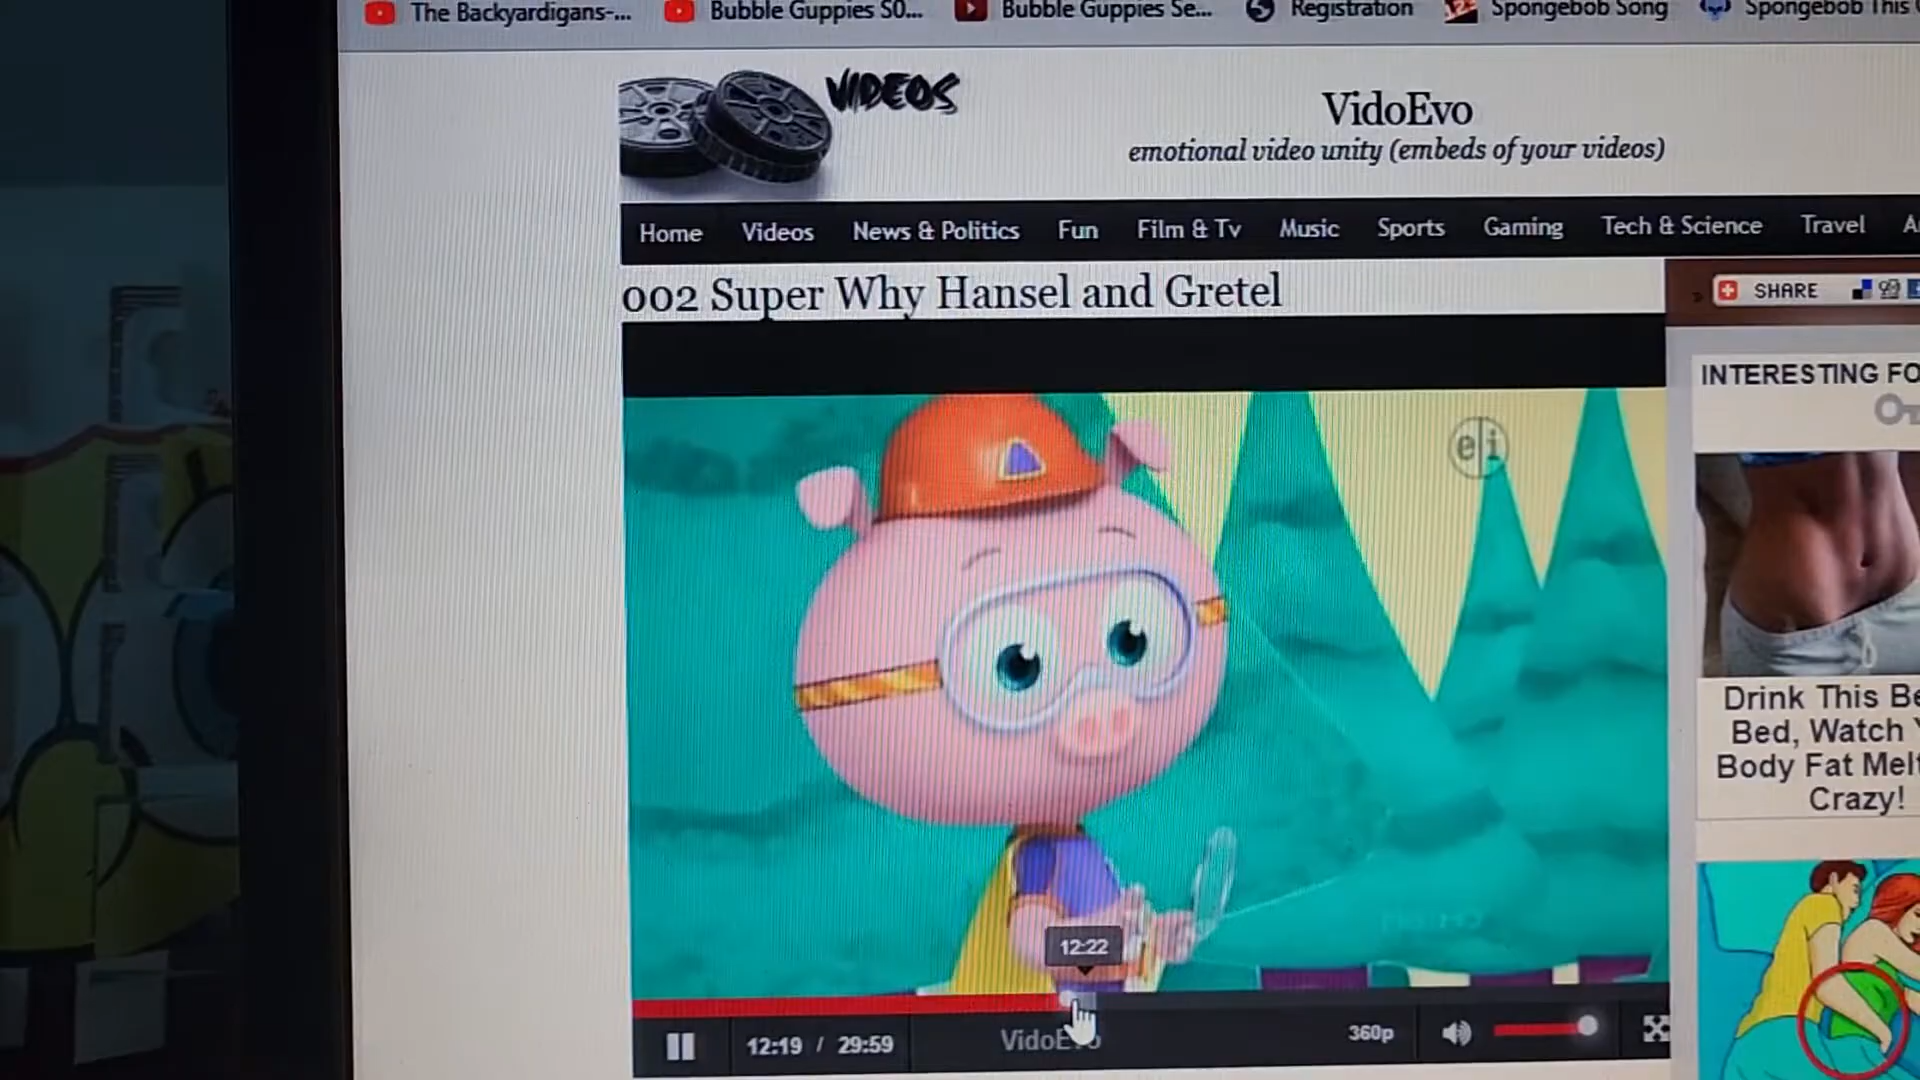 The Backyardigans-...
Bubble Guppies S0...
Bubble Guppies Se...
Registration
Spongebob Song
Spongebob This
VIDEOS
VidoEvo
emotional video unity (embeds of your videos)
Home Videos News & Politics Fun Film & Tv Music Sports Gaming Tech & Science Travel
002 Super Why Hansel and Gretel
SHARE
INTERESTING FO
e|i
Drink This Be
Bed, Watch
Body Fat Melt
Crazy!
12:22
12:19 / 29:59
VidoEvo
360p